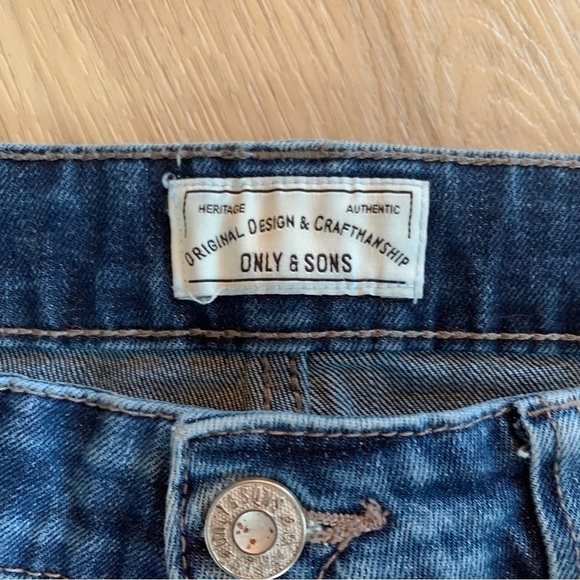 HERITAGE AUTHENTIC
ORIGINAL DESIGN & CRAFTMANSHIP
ONLY & SONS